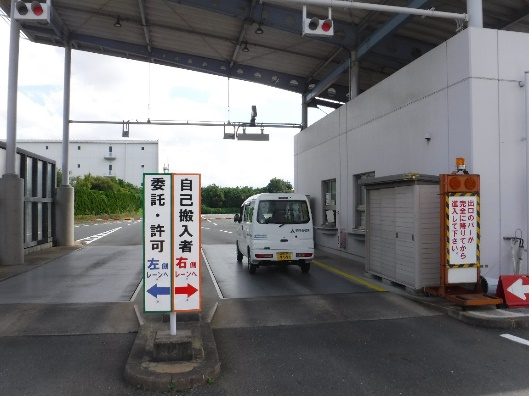 委託・許可
左側
レーンへ
自己搬入者
右側
レーンへ
出口のバーが
完全に降りてから
進入して下さい